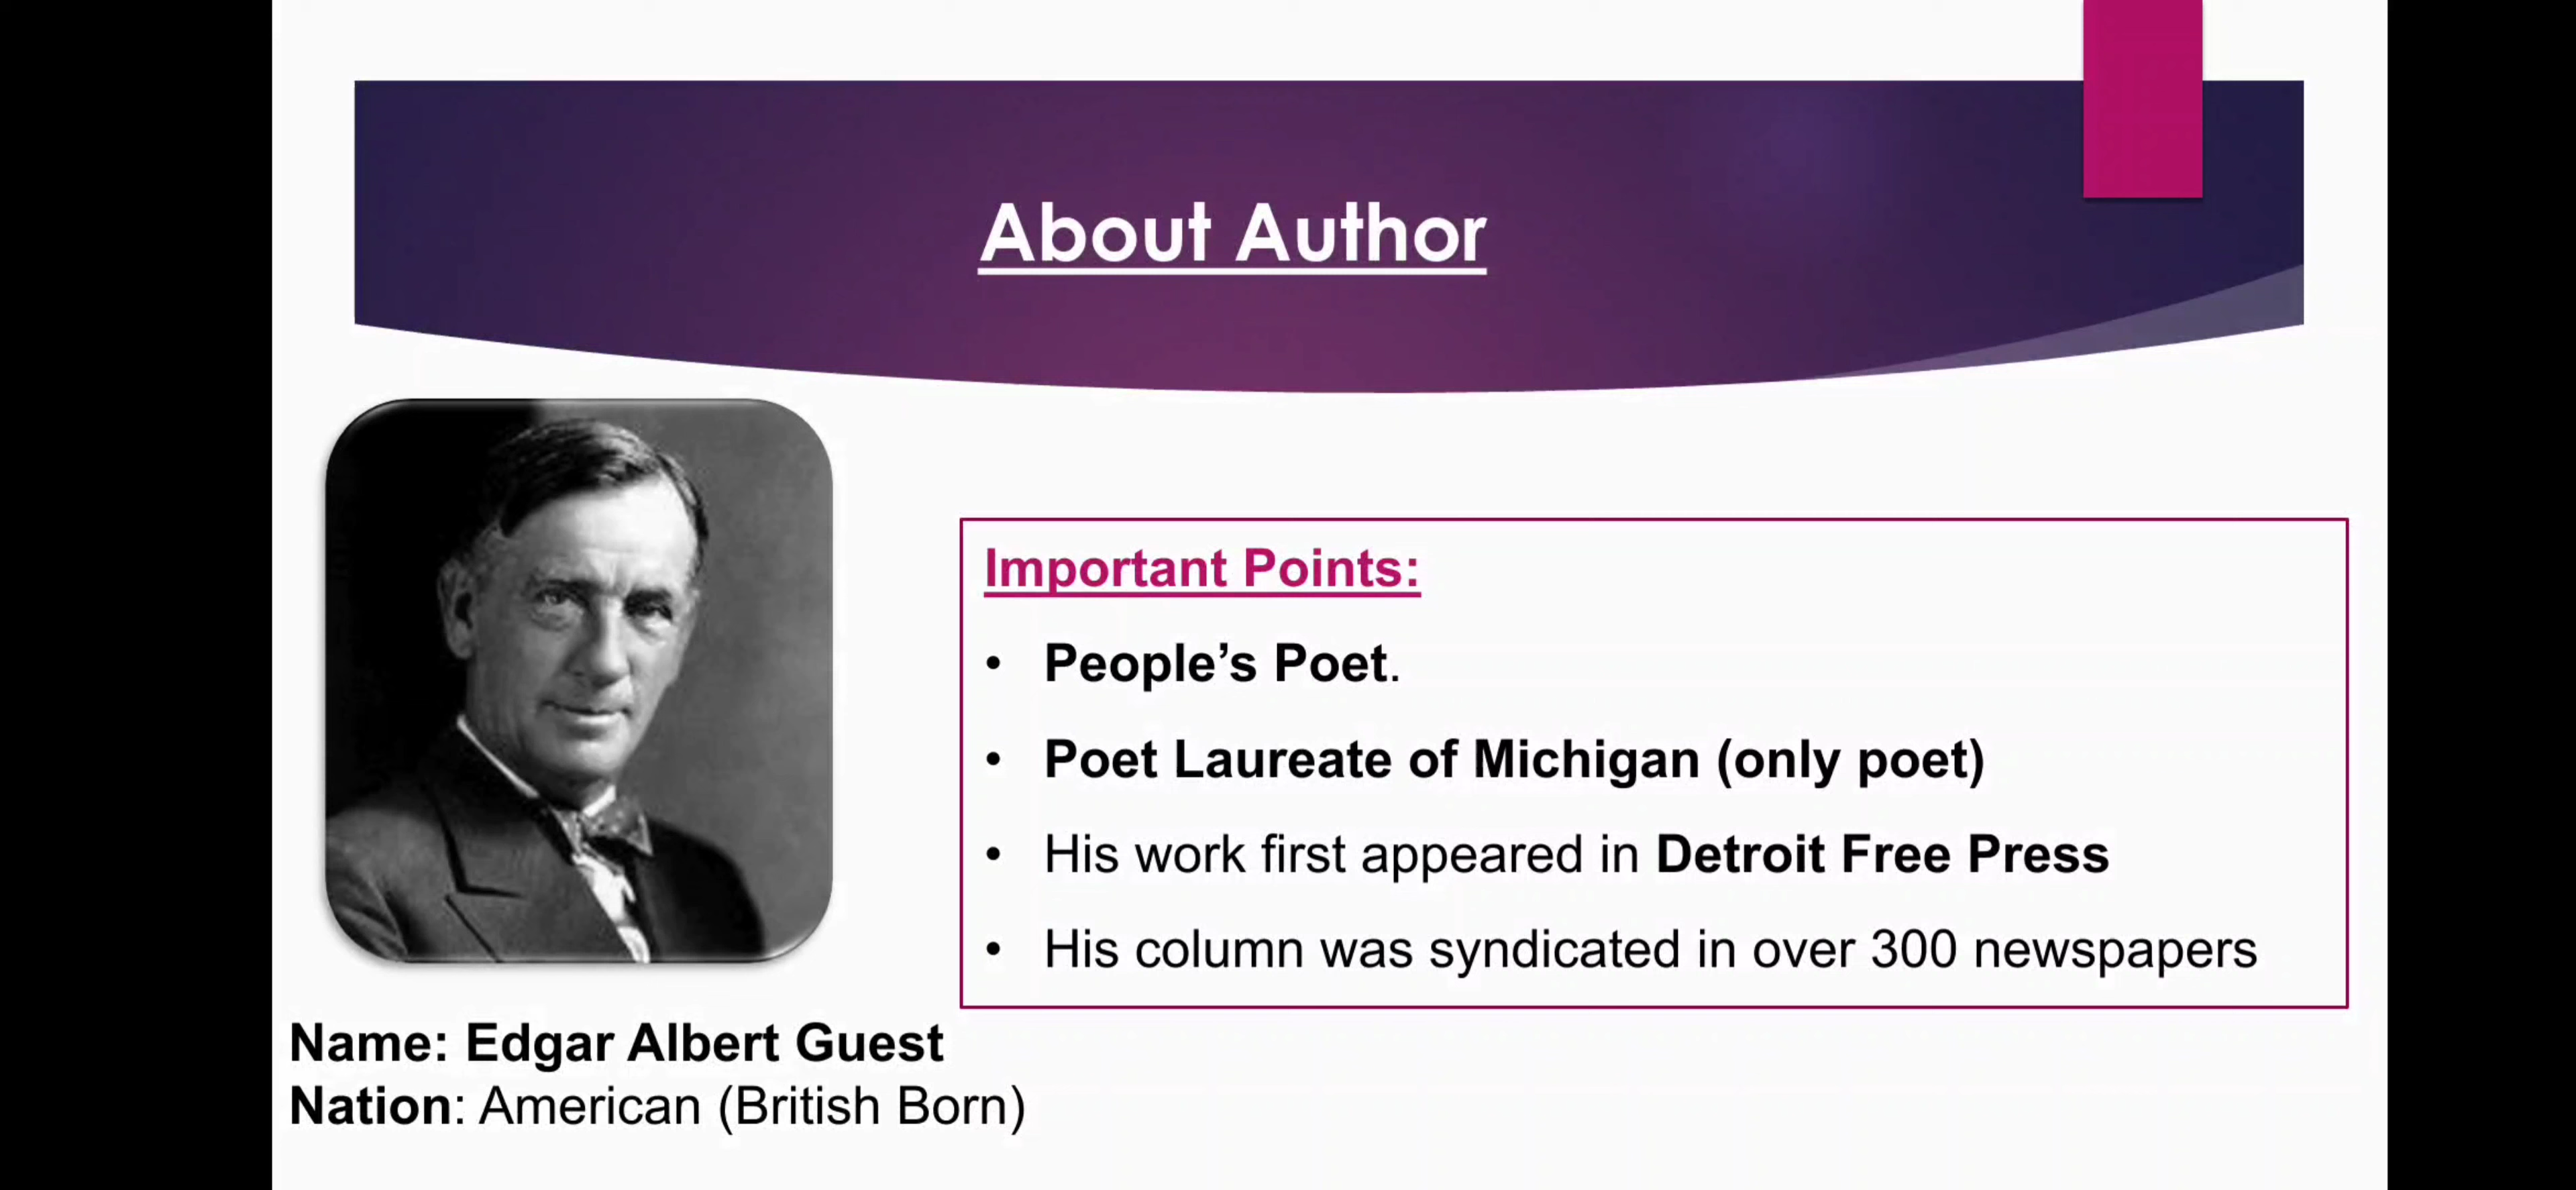 About Author
Important Points:
• People’s Poet.
• Poet Laureate of Michigan (only poet)
• His work first appeared in Detroit Free Press
• His column was syndicated in over 300 newspapers
Name: Edgar Albert Guest
Nation: American (British Born)